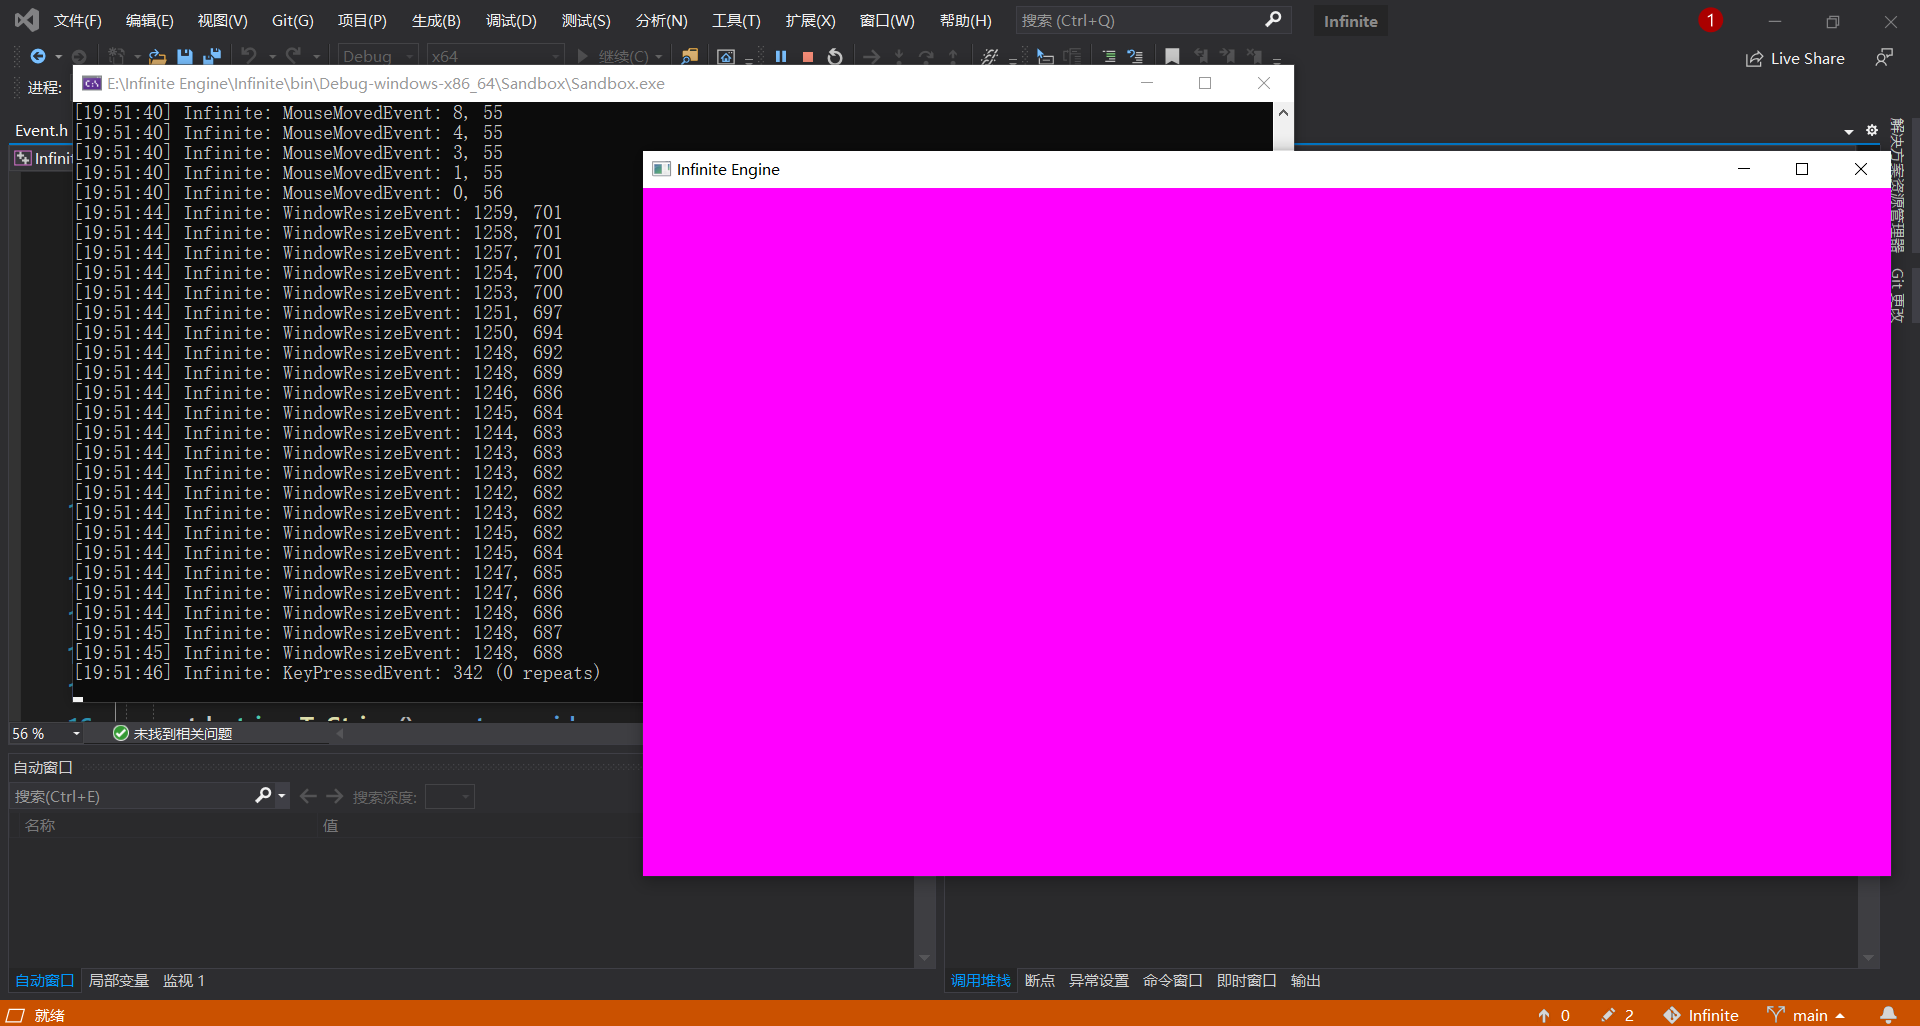 文件(F) 编辑(E) 视图(V) Git(G) 项目(P) 生成(B) 调试(D) 测试(S) 分析(N) 工具(T) 扩展(X) 窗口(W) 帮助(H) 搜索 (Ctrl+Q) Infinite 1
Debug x64 继续(C) Live Share
进程:
E:\Infinite Engine\Infinite\bin\Debug-windows-x86_64\Sandbox\Sandbox.exe
[19:51:40] Infinite: MouseMovedEvent: 8, 55
[19:51:40] Infinite: MouseMovedEvent: 4, 55
[19:51:40] Infinite: MouseMovedEvent: 3, 55
[19:51:40] Infinite: MouseMovedEvent: 1, 55
[19:51:40] Infinite: MouseMovedEvent: 0, 56
[19:51:44] Infinite: WindowResizeEvent: 1259, 701
[19:51:44] Infinite: WindowResizeEvent: 1258, 701
[19:51:44] Infinite: WindowResizeEvent: 1257, 701
[19:51:44] Infinite: WindowResizeEvent: 1254, 700
[19:51:44] Infinite: WindowResizeEvent: 1253, 700
[19:51:44] Infinite: WindowResizeEvent: 1251, 697
[19:51:44] Infinite: WindowResizeEvent: 1250, 694
[19:51:44] Infinite: WindowResizeEvent: 1248, 692
[19:51:44] Infinite: WindowResizeEvent: 1248, 689
[19:51:44] Infinite: WindowResizeEvent: 1246, 686
[19:51:44] Infinite: WindowResizeEvent: 1245, 684
[19:51:44] Infinite: WindowResizeEvent: 1244, 683
[19:51:44] Infinite: WindowResizeEvent: 1243, 683
[19:51:44] Infinite: WindowResizeEvent: 1243, 682
[19:51:44] Infinite: WindowResizeEvent: 1242, 682
[19:51:44] Infinite: WindowResizeEvent: 1243, 682
[19:51:44] Infinite: WindowResizeEvent: 1245, 682
[19:51:44] Infinite: WindowResizeEvent: 1245, 684
[19:51:44] Infinite: WindowResizeEvent: 1247, 685
[19:51:44] Infinite: WindowResizeEvent: 1247, 686
[19:51:44] Infinite: WindowResizeEvent: 1248, 686
[19:51:45] Infinite: WindowResizeEvent: 1248, 687
[19:51:45] Infinite: WindowResizeEvent: 1248, 688
[19:51:46] Infinite: KeyPressedEvent: 342 (0 repeats)
Infinite Engine
Event.h
解决方案资源管理器
Git 更改
56 % 未找到相关问题
自动窗口
搜索(Ctrl+E) 搜索深度:
名称 值
自动窗口 局部变量 监视 1
调用堆栈 断点 异常设置 命令窗口 即时窗口 输出
就绪 0 2 Infinite main